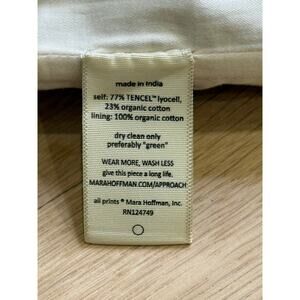 made in India
self: 77% TENCEL™ lyocell,
23% organic cotton
lining: 100% organic cotton
dry clean only
preferably "green"
WEAR MORE, WASH LESS
give this piece a long life.
MARAHOFFMAN.COM/APPROACH
all prints ® Mara Hoffman, Inc.
RN124749